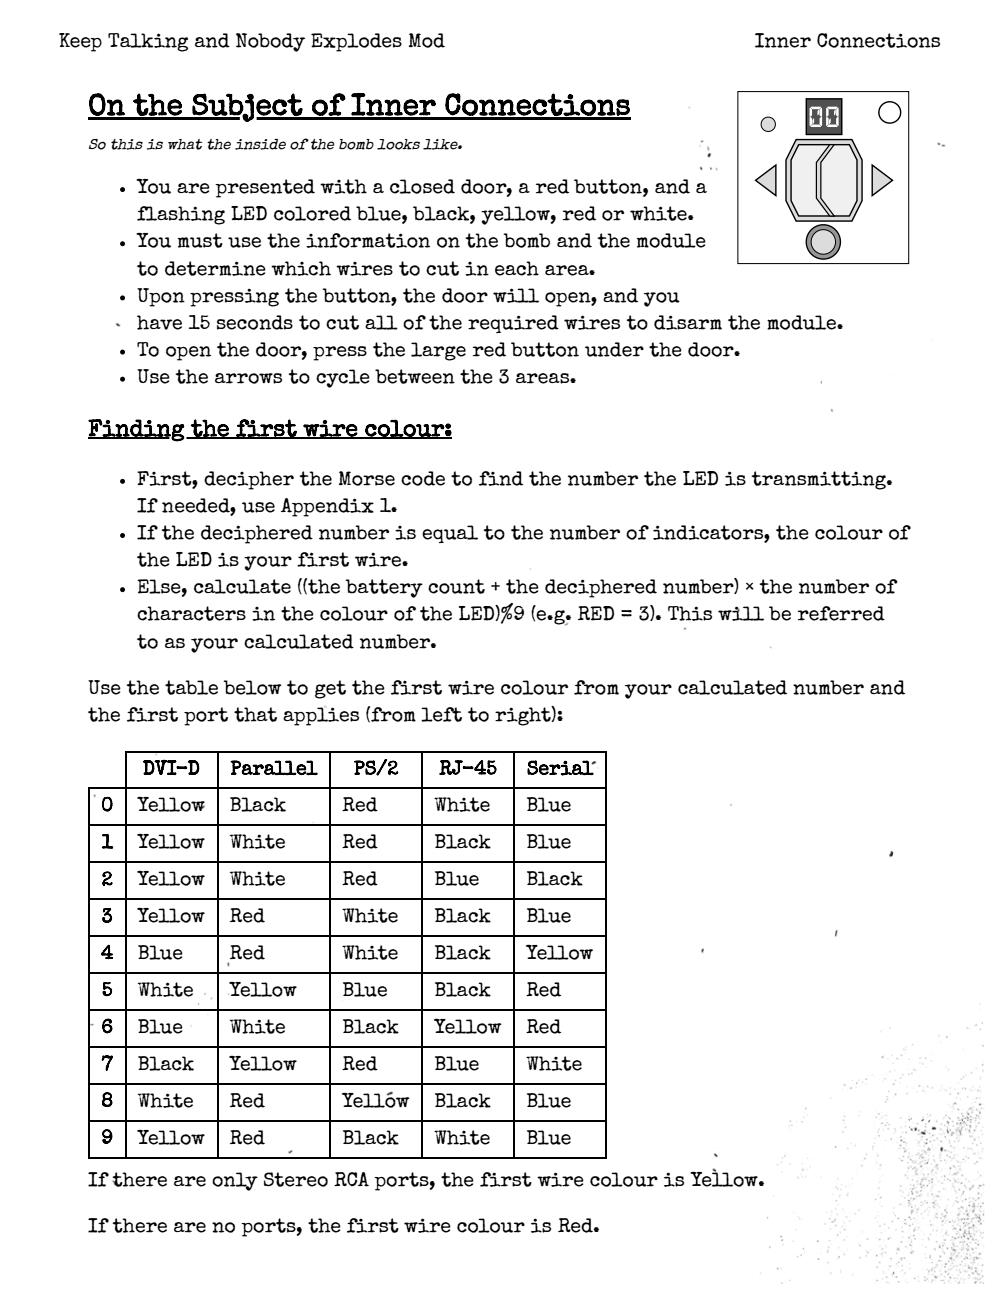 Keep Talking and Nobody Explodes Mod
Inner Connections
On the Subject of Inner Connections
So this is what the inside of the bomb looks like.
• You are presented with a closed door, a red button, and a
flashing LED colored blue, black, yellow, red or white.
• You must use the information on the bomb and the module
to determine which wires to cut in each area.
• Upon pressing the button, the door will open, and you
have 15 seconds to cut all of the required wires to disarm the module.
• To open the door, press the large red button under the door.
• Use the arrows to cycle between the 3 areas.
Finding the first wire colour:
• First, decipher the Morse code to find the number the LED is transmitting.
If needed, use Appendix 1.
• If the deciphered number is equal to the number of indicators, the colour of
the LED is your first wire.
• Else, calculate ((the battery count + the deciphered number) × the number of
characters in the colour of the LED)%9 (e.g. RED = 3). This will be referred
to as your calculated number.
Use the table below to get the first wire colour from your calculated number and
the first port that applies (from left to right):
DVI-D Parallel PS/2 RJ-45 Serial
0 Yellow Black Red White Blue
1 Yellow White Red Black Blue
2 Yellow White Red Blue Black
3 Yellow Red White Black Blue
4 Blue Red White Black Yellow
5 White Yellow Blue Black Red
6 Blue White Black Yellow Red
7 Black Yellow Red Blue White
8 White Red Yellow Black Blue
9 Yellow Red Black White Blue
If there are only Stereo RCA ports, the first wire colour is Yellow.
If there are no ports, the first wire colour is Red.